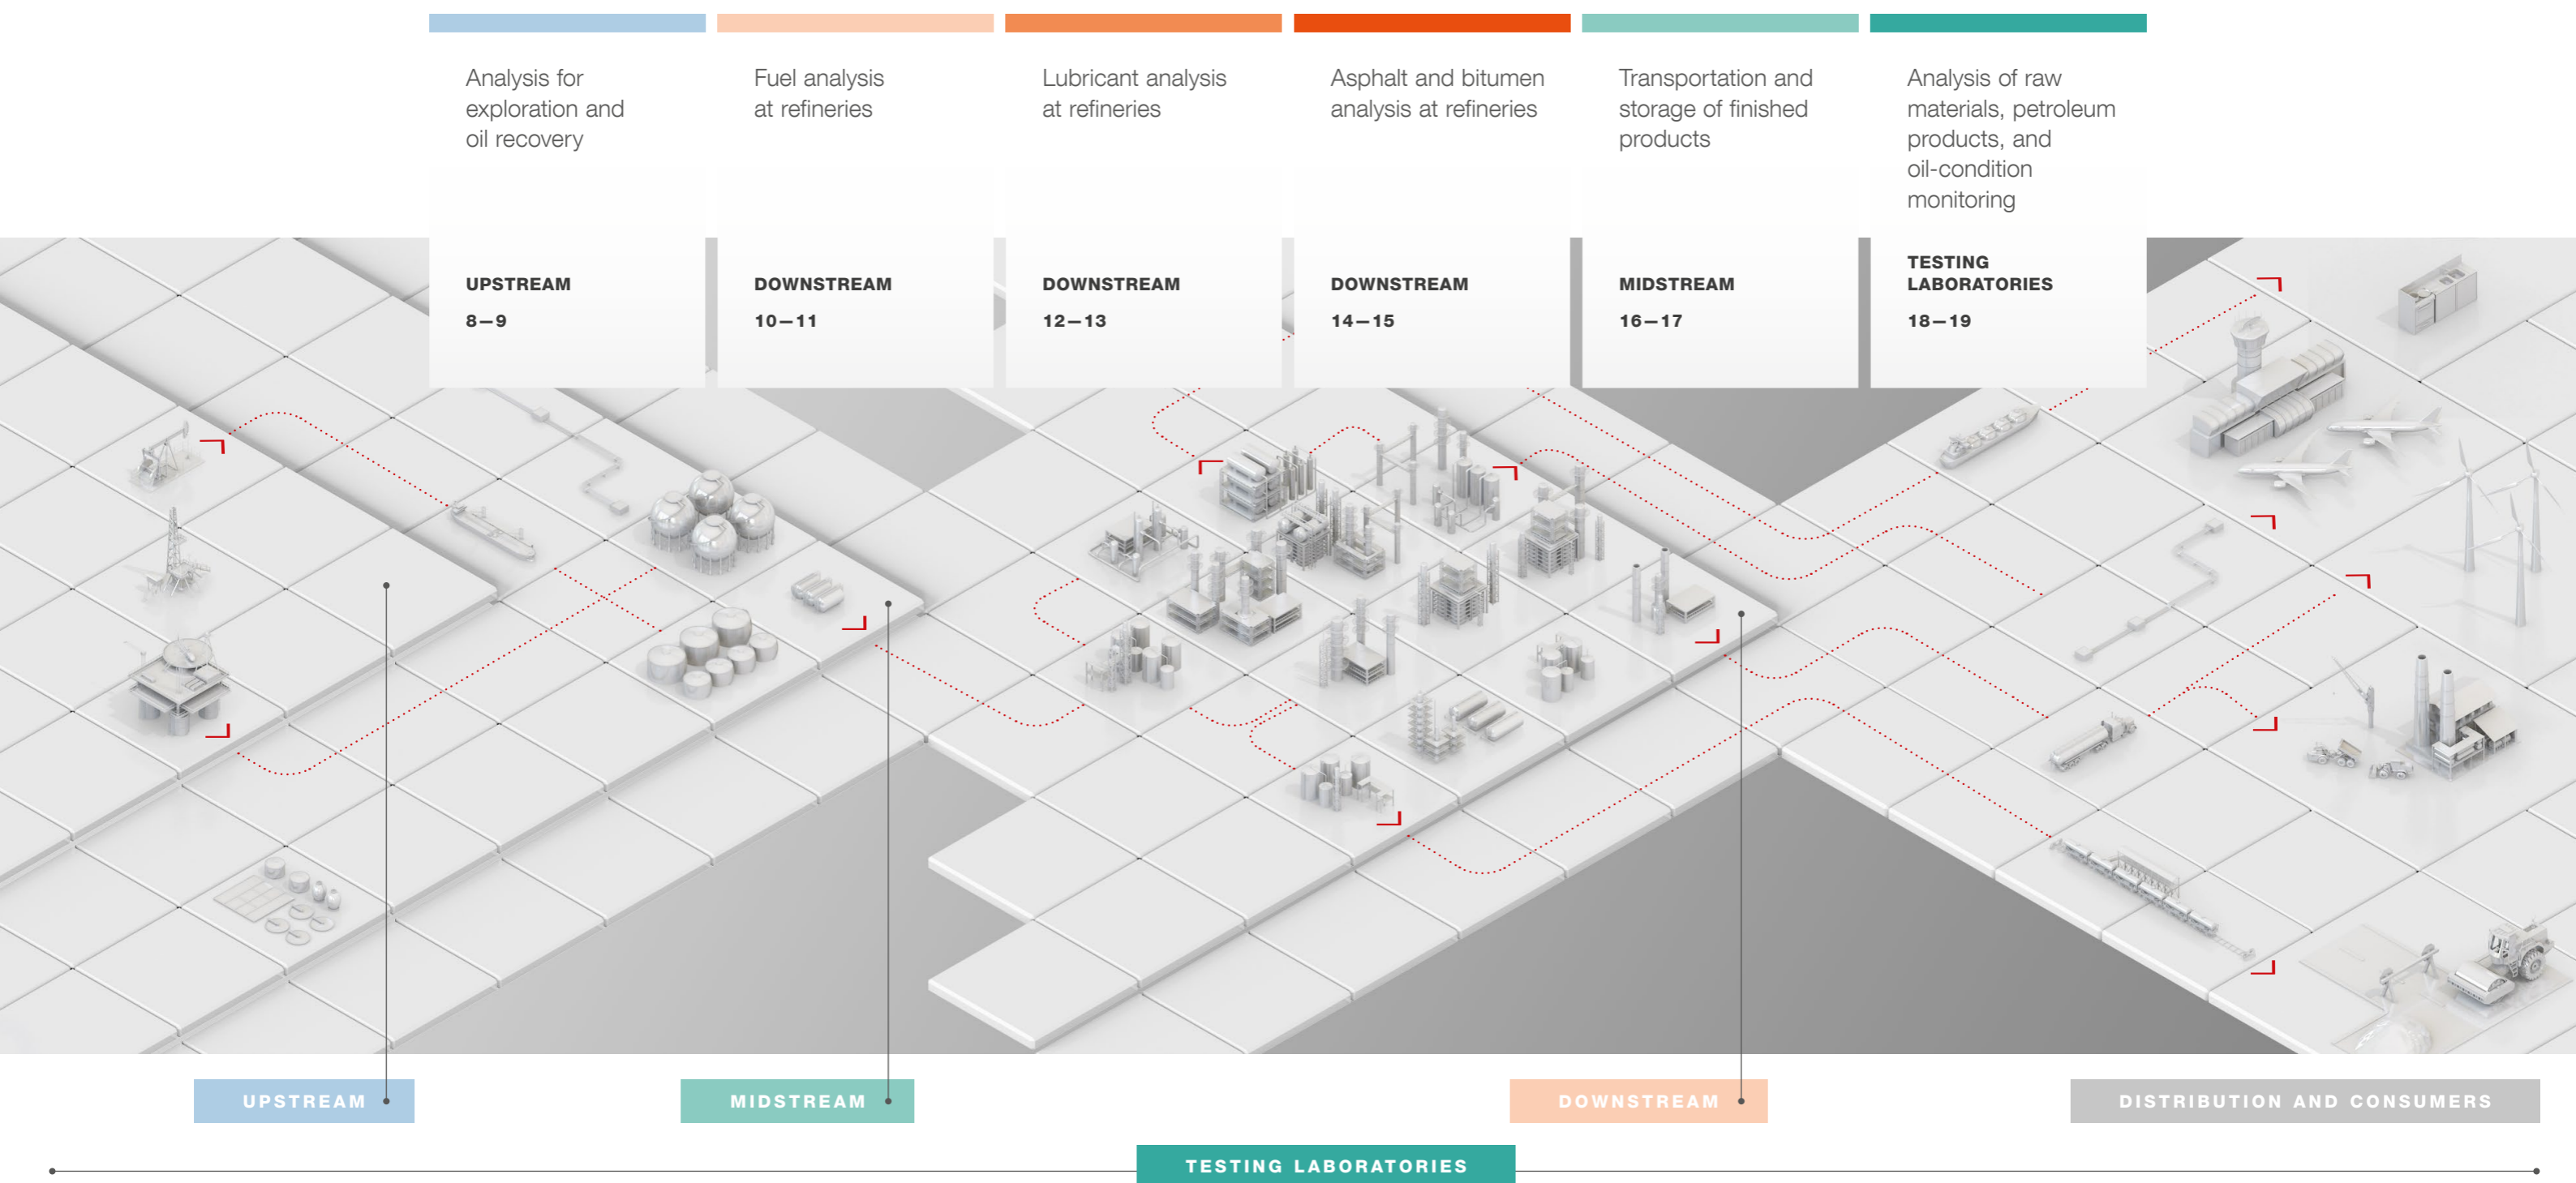 Analysis for
exploration and
oil recovery
UPSTREAM
8—9
Fuel analysis
at refineries
DOWNSTREAM
10—11
Lubricant analysis
at refineries
DOWNSTREAM
12—13
Asphalt and bitumen
analysis at refineries
DOWNSTREAM
14—15
Transportation and
storage of finished
products
MIDSTREAM
16—17
Analysis of raw
materials, petroleum
products, and
oil-condition
monitoring
TESTING
LABORATORIES
18—19
UPSTREAM
MIDSTREAM
DOWNSTREAM
DISTRIBUTION AND CONSUMERS
TESTING LABORATORIES